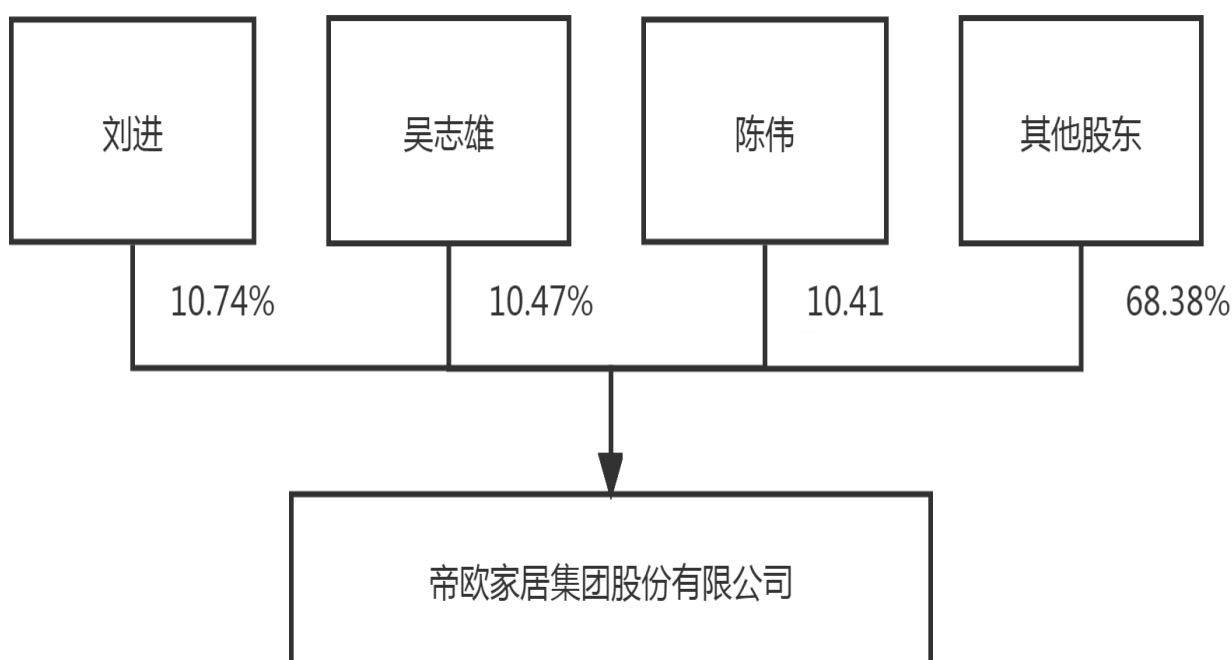 刘进
吴志雄
陈伟
其他股东
10.74%
10.47%
10.41
68.38%
帝欧家居集团股份有限公司